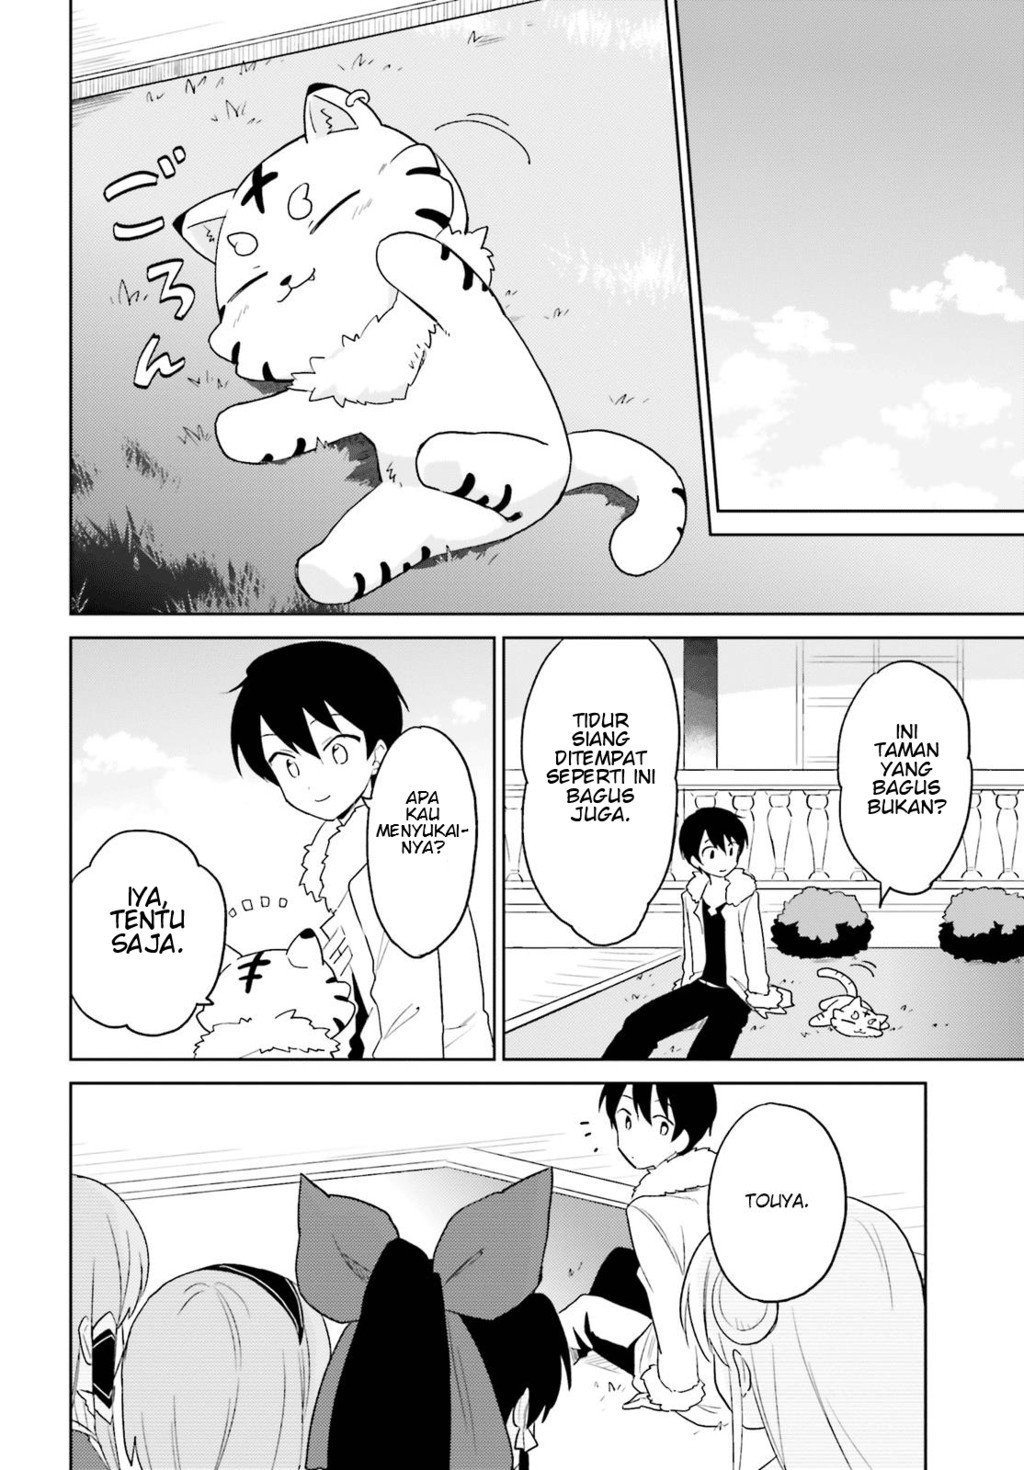 ごろん
INI
TAMAN
YANG
BAGUS
BUKAN?
TIDUR
SIANG
DITEMPAT
SEPERTI INI
BAGUS
JUGA.
APA
KAU
MENYUKAI-
NYA?
IYA,
TENTU
SAJA.
TOUYA.